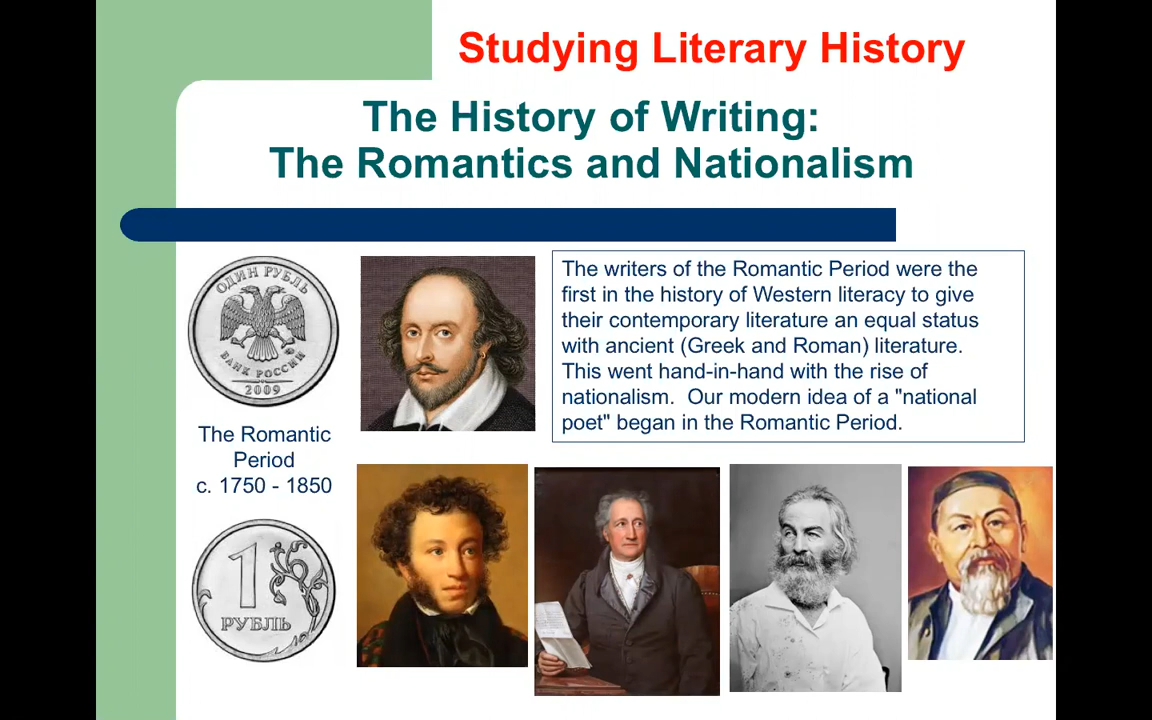 Studying Literary History
The History of Writing:
The Romantics and Nationalism
ОДИН РУБЛЬ
БАНК РОССИИ
2009
The writers of the Romantic Period were the
first in the history of Western literacy to give
their contemporary literature an equal status
with ancient (Greek and Roman) literature.
This went hand-in-hand with the rise of
nationalism.  Our modern idea of a "national
poet" began in the Romantic Period.
The Romantic
Period
c. 1750 - 1850
1
РУБЛЬ